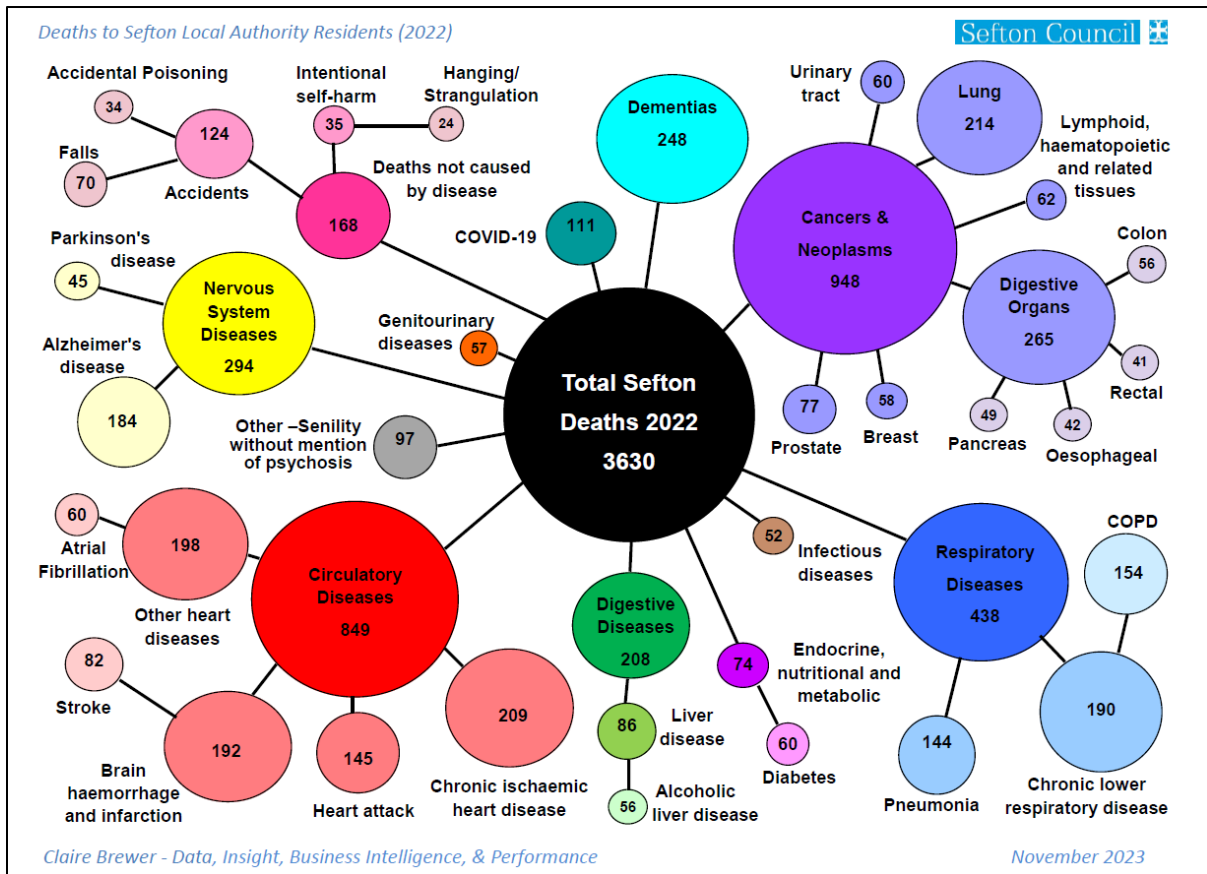 Deaths to Sefton Local Authority Residents (2022)
Sefton Council
Accidental Poisoning
34
124
Falls
70
Accidents
Intentional
self-harm
35
Hanging/
Strangulation
24
Deaths not caused
by disease
168
Dementias
248
COVID-19
111
Urinary
tract
60
Lung
214
Lymphoid,
haematopoietic
and related
tissues
62
Cancers &
Neoplasms
948
Colon
56
Digestive
Organs
265
41
Rectal
49
Pancreas
42
Oesophageal
77
Prostate
58
Breast
Parkinson's
disease
45
Nervous
System
Diseases
294
Alzheimer's
disease
184
Genitourinary
diseases
57
Other –Senility
without mention
of psychosis
97
Total Sefton
Deaths 2022
3630
60
Atrial
Fibrillation
198
Other heart
diseases
Circulatory
Diseases
849
82
Stroke
192
Brain
haemorrhage
and infarction
145
Heart attack
209
Chronic ischaemic
heart disease
Digestive
Diseases
208
86
Liver
disease
56
Alcoholic
liver disease
74
Endocrine,
nutritional and
metabolic
60
Diabetes
52
Infectious
diseases
Respiratory
Diseases
438
COPD
154
190
Chronic lower
respiratory disease
144
Pneumonia
Claire Brewer - Data, Insight, Business Intelligence, & Performance
November 2023